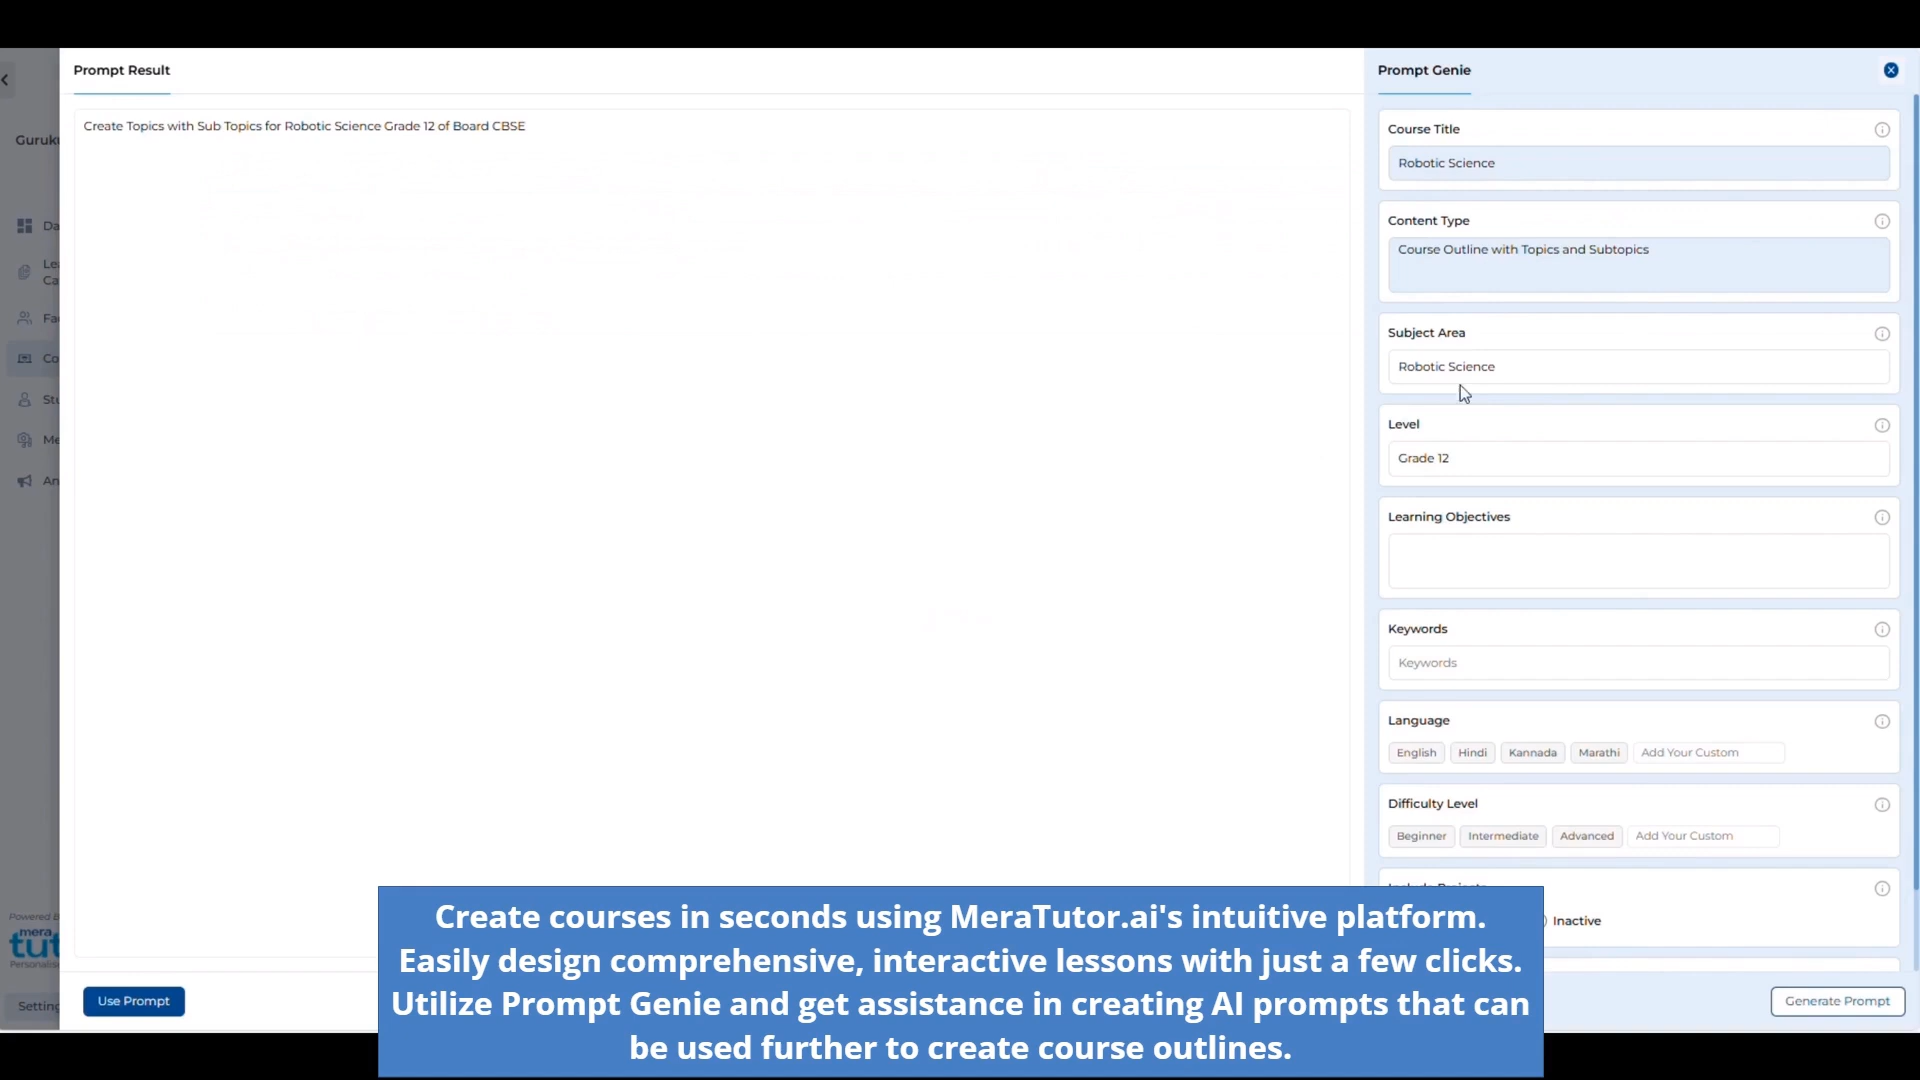 Prompt Result
Prompt Genie
Create Topics with Sub Topics for Robotic Science Grade 12 of Board CBSE
Course Title
Robotic Science
Content Type
Course Outline with Topics and Subtopics
Subject Area
Robotic Science
Level
Grade 12
Learning Objectives
Keywords
Keywords
Language
English Hindi Kannada Marathi Add Your Custom
Difficulty Level
Beginner Intermediate Advanced Add Your Custom
Inactive
Powered
mera
Use Prompt
Generate Prompt
Create courses in seconds using MeraTutor.ai's intuitive platform.
Easily design comprehensive, interactive lessons with just a few clicks.
Utilize Prompt Genie and get assistance in creating AI prompts that can
be used further to create course outlines.